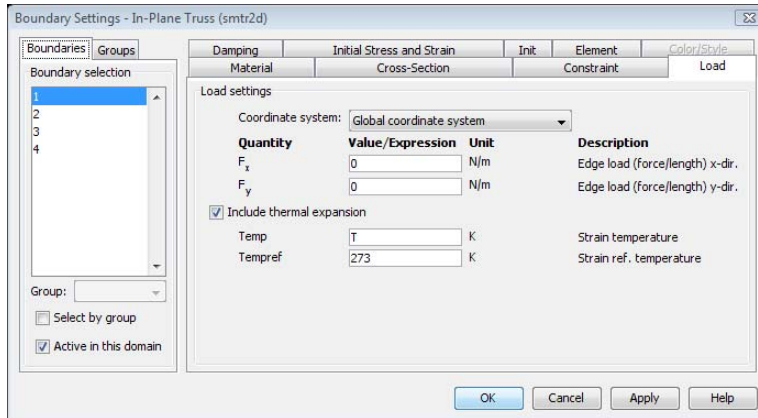 Boundary Settings - In-Plane Truss (smtr2d)
Boundaries Groups
Boundary selection
1
2
3
4
Group:
Select by group
Active in this domain
Damping Initial Stress and Strain Init Element Color/Style
Material Cross-Section Constraint Load
Load settings
Coordinate system: Global coordinate system
Quantity Value/Expression Unit Description
Fx 0 N/m Edge load (force/length) x-dir.
Fy 0 N/m Edge load (force/length) y-dir.
Include thermal expansion
Temp T K Strain temperature
Tempref 273 K Strain ref. temperature
OK Cancel Apply Help